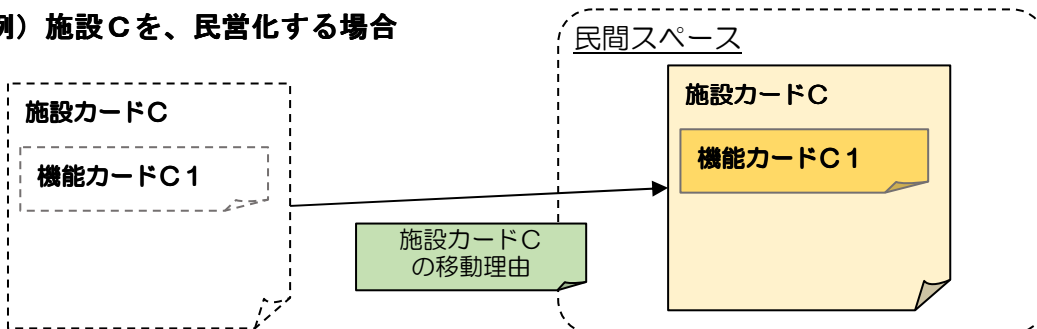 例）施設Ｃを、民営化する場合
民間スペース
施設カードＣ
機能カードＣ１
施設カードＣ
の移動理由
施設カードＣ
機能カードＣ１